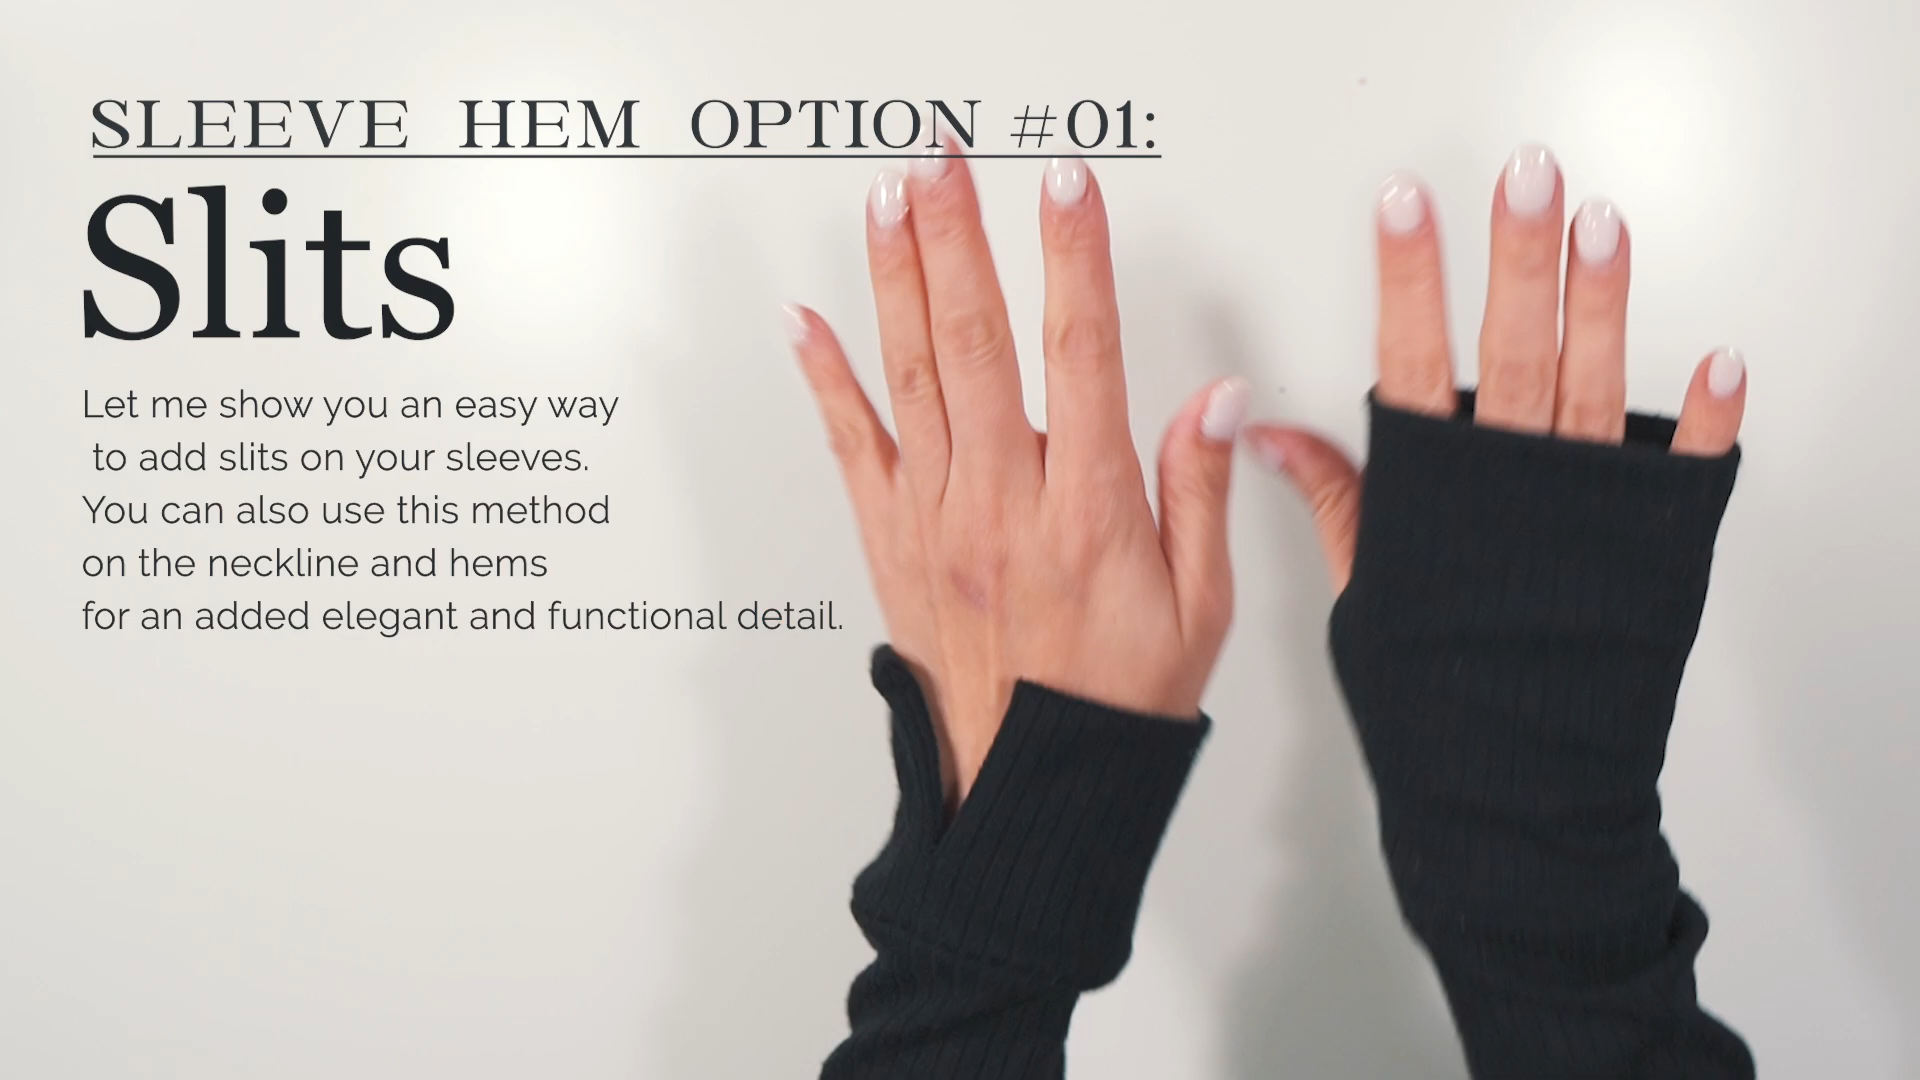 SLEEVE HEM OPTION #01:
Slits
Let me show you an easy way
to add slits on your sleeves.
You can also use this method
on the neckline and hems
for an added elegant and functional detail.